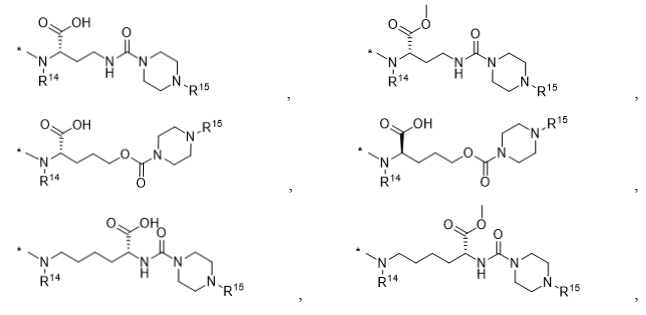 O OH
O
* N N N
R¹⁴ H N
R¹⁵ ,
O O
O
* N N N
R¹⁴ H N
R¹⁵ ,
O OH R¹⁵
N
* N O N
R¹⁴ O ,
O OH R¹⁵
N
* N O N
R¹⁴ O ,
O OH
O
* N N N
R¹⁴ H N
R¹⁵ ,
O O
O
* N N N
R¹⁴ H N
R¹⁵ ,